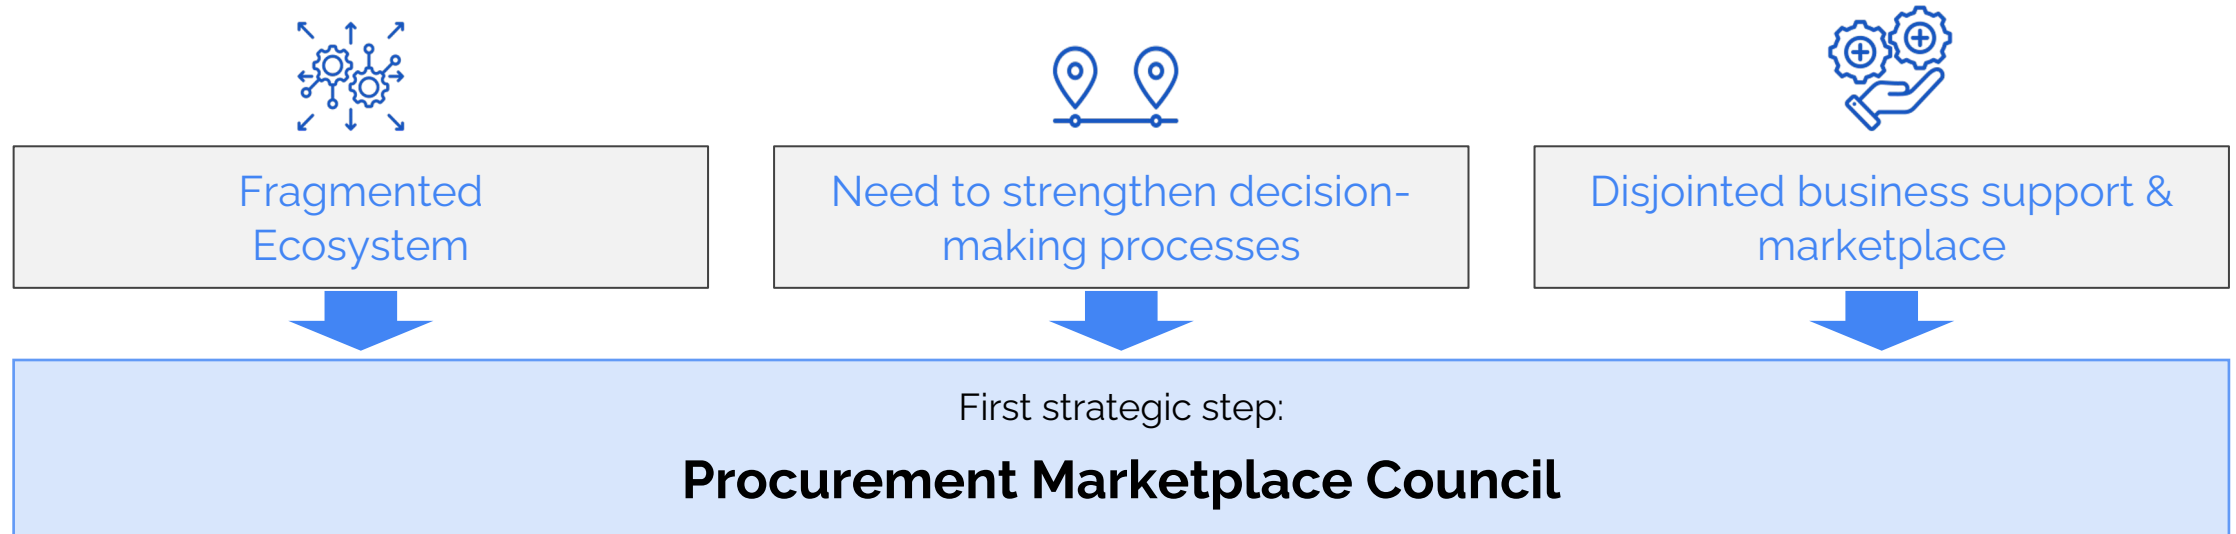 Fragmented
Ecosystem
Need to strengthen decision-
making processes
Disjointed business support &
marketplace
First strategic step:
Procurement Marketplace Council